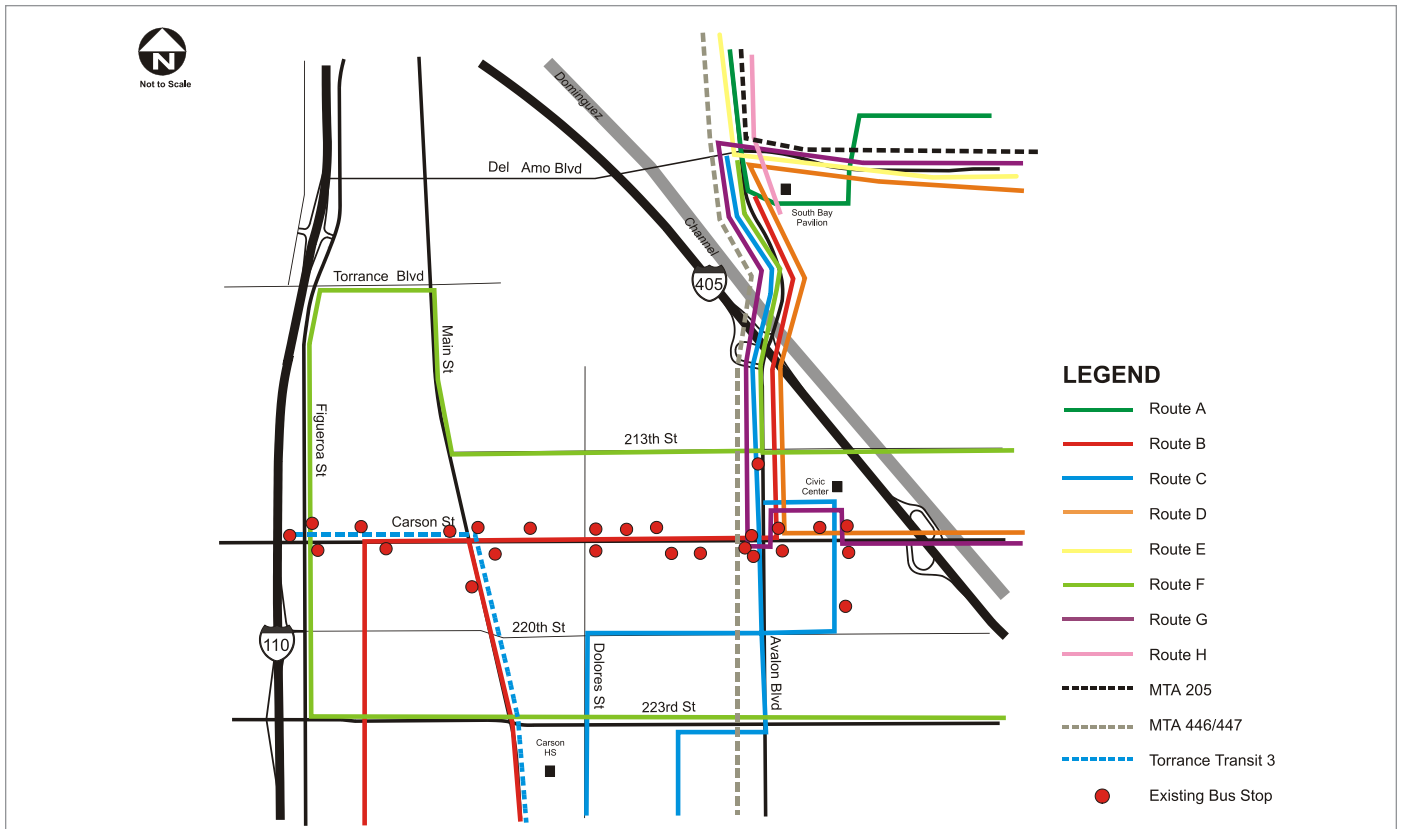 N
Not to Scale
Dominguez
Del Amo Blvd
South Bay
Pavilion
Channel
Torrance Blvd
405
Main St
Figueroa St
213th St
Civic
Center
Carson St
220th St
110
Dolores St
Avalon Blvd
223rd St
Carson
HS
LEGEND
Route A
Route B
Route C
Route D
Route E
Route F
Route G
Route H
MTA 205
MTA 446/447
Torrance Transit 3
Existing Bus Stop